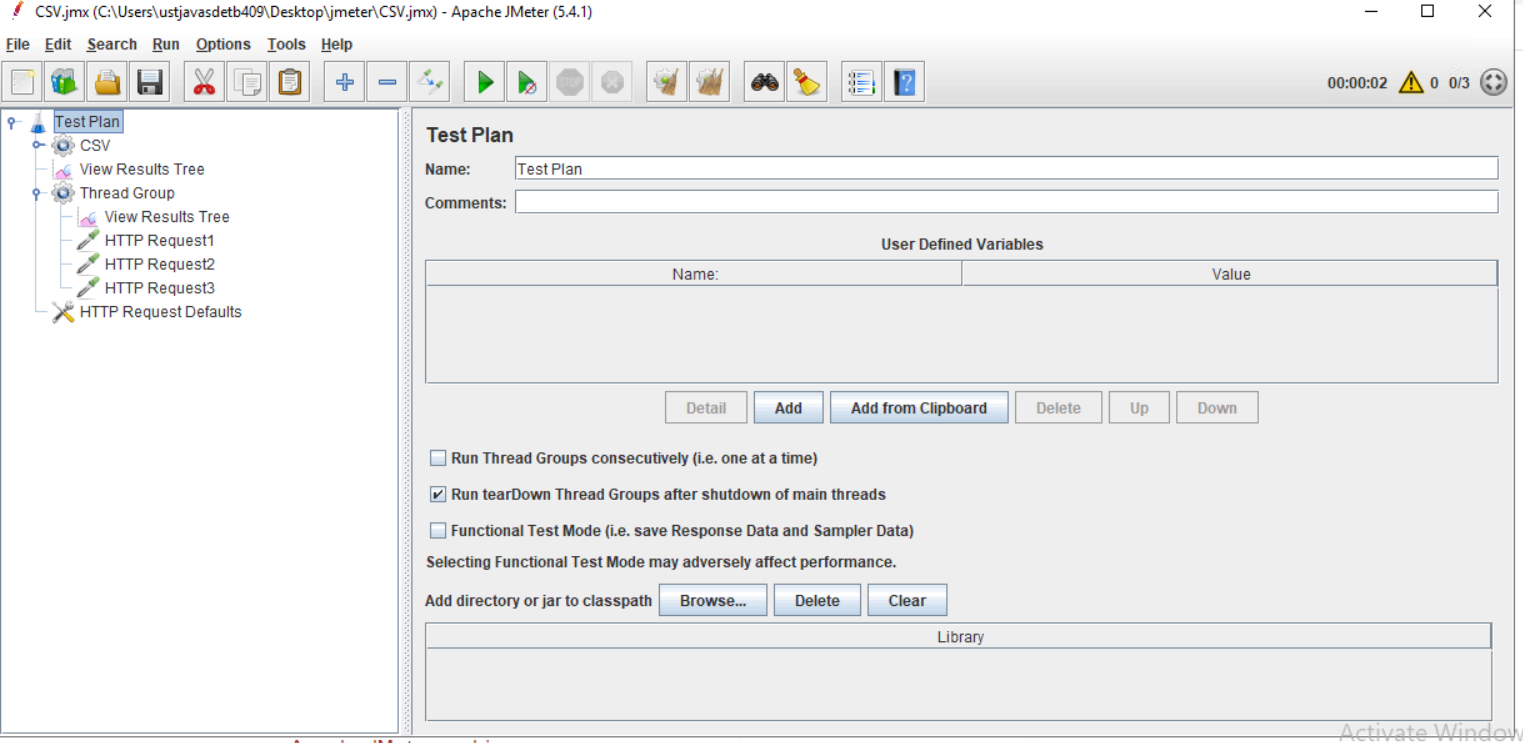 CSV.jmx (C:\Users\ustjavasdetb409\Desktop\jmeter\CSV.jmx) - Apache JMeter (5.4.1)
File Edit Search Run Options Tools Help
STOP
00:00:02 0 0/3
Test Plan
CSV
View Results Tree
Thread Group
View Results Tree
HTTP Request1
HTTP Request2
HTTP Request3
HTTP Request Defaults
Test Plan
Name: Test Plan
Comments:
User Defined Variables
Name: Value
Detail Add Add from Clipboard Delete Up Down
Run Thread Groups consecutively (i.e. one at a time)
Run tearDown Thread Groups after shutdown of main threads
Functional Test Mode (i.e. save Response Data and Sampler Data)
Selecting Functional Test Mode may adversely affect performance.
Add directory or jar to classpath Browse... Delete Clear
Library
Activate Window